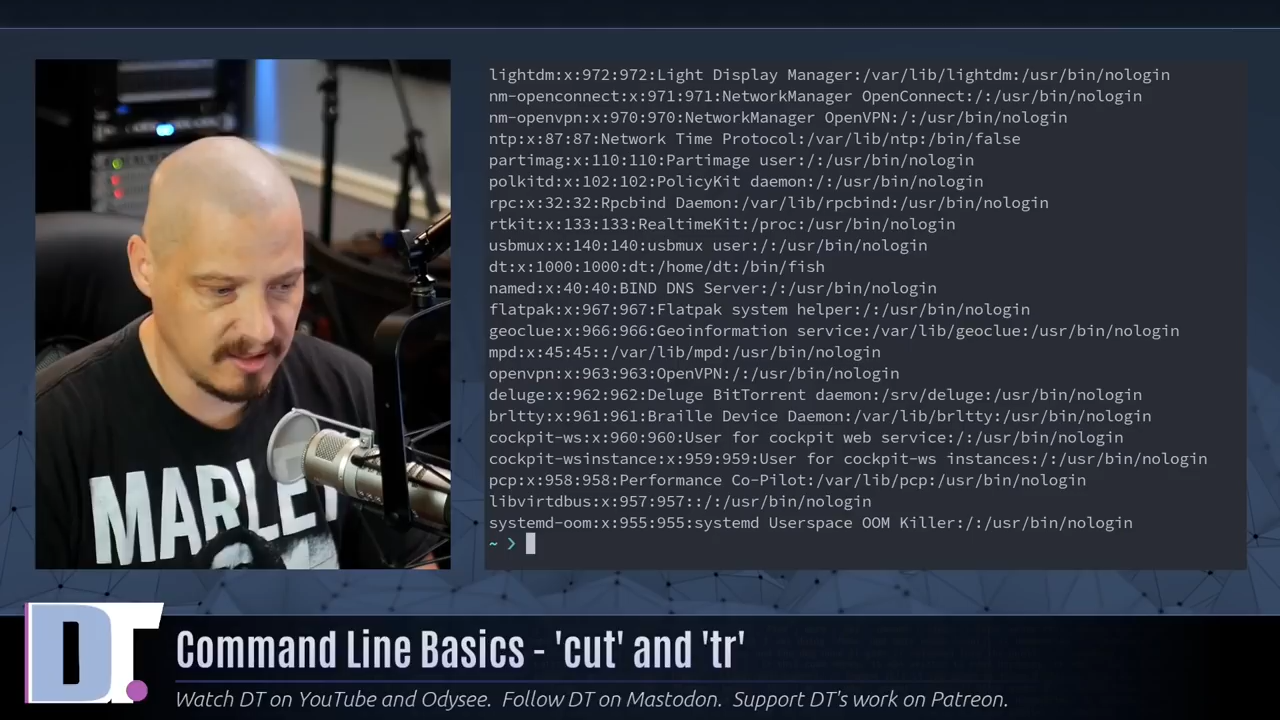 lightdm:x:972:972:Light Display Manager:/var/lib/lightdm:/usr/bin/nologin
nm-openconnect:x:971:971:NetworkManager OpenConnect:/:/usr/bin/nologin
nm-openvpn:x:970:970:NetworkManager OpenVPN:/:/usr/bin/nologin
ntp:x:87:87:Network Time Protocol:/var/lib/ntp:/bin/false
partimag:x:110:110:Partimage user:/:/usr/bin/nologin
polkitd:x:102:102:PolicyKit daemon:/:/usr/bin/nologin
rpc:x:32:32:Rpcbind Daemon:/var/lib/rpcbind:/usr/bin/nologin
rtkit:x:133:133:RealtimeKit:/proc:/usr/bin/nologin
usbmux:x:140:140:usbmux user:/:/usr/bin/nologin
dt:x:1000:1000:dt:/home/dt:/bin/fish
named:x:40:40:BIND DNS Server:/:/usr/bin/nologin
flatpak:x:967:967:Flatpak system helper:/:/usr/bin/nologin
geoclue:x:966:966:Geoinformation service:/var/lib/geoclue:/usr/bin/nologin
mpd:x:45:45::/var/lib/mpd:/usr/bin/nologin
openvpn:x:963:963:OpenVPN:/:/usr/bin/nologin
deluge:x:962:962:Deluge BitTorrent daemon:/srv/deluge:/usr/bin/nologin
brltty:x:961:961:Braille Device Daemon:/var/lib/brltty:/usr/bin/nologin
cockpit-ws:x:960:960:User for cockpit web service:/:/usr/bin/nologin
cockpit-wsinstance:x:959:959:User for cockpit-ws instances:/:/usr/bin/nologin
pcp:x:958:958:Performance Co-Pilot:/var/lib/pcp:/usr/bin/nologin
libvirtdbus:x:957:957::/:/usr/bin/nologin
systemd-oom:x:955:955:systemd Userspace OOM Killer:/:/usr/bin/nologin
~ >
DT.
Command Line Basics - 'cut' and 'tr'
Watch DT on YouTube and Odysee. Follow DT on Mastodon. Support DT's work on Patreon.